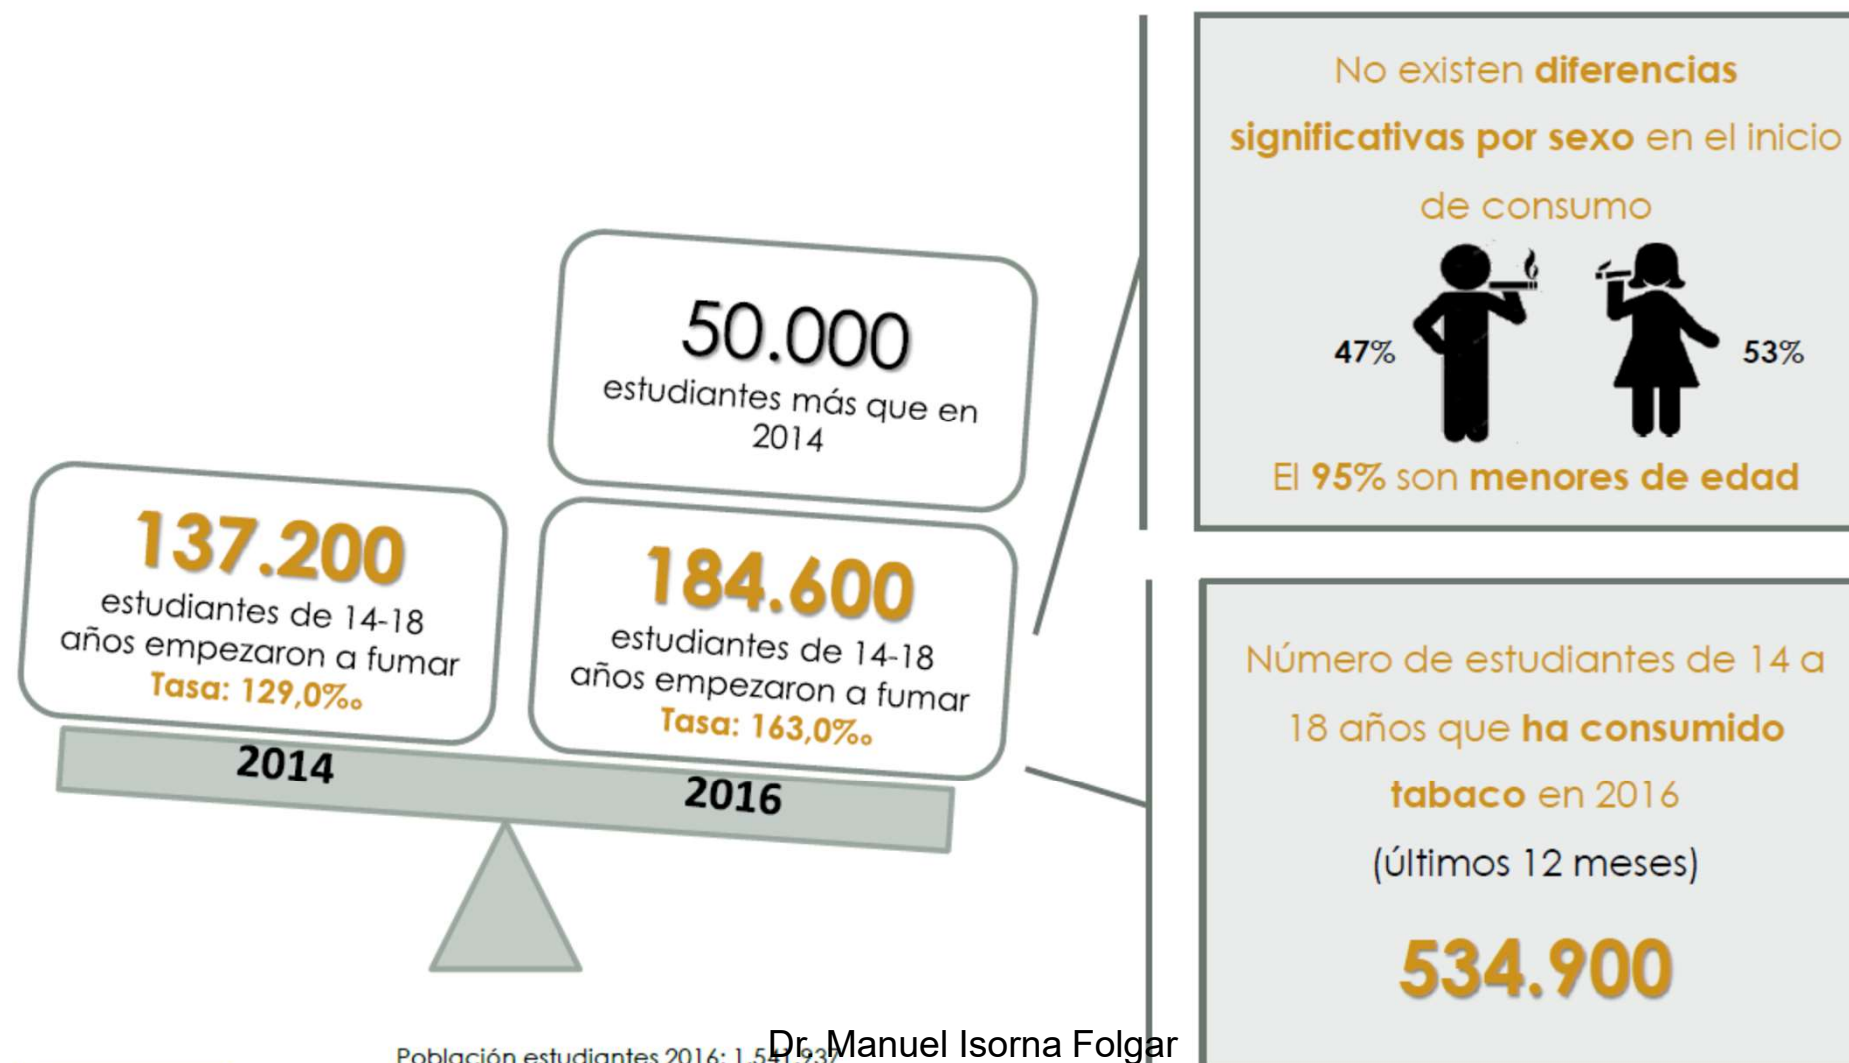 No existen diferencias
significativas por sexo en el inicio
de consumo
47%
53%
El 95% son menores de edad
50.000
estudiantes más que en
2014
137.200
estudiantes de 14-18
años empezaron a fumar
Tasa: 129,0‰
2014
184.600
estudiantes de 14-18
años empezaron a fumar
Tasa: 163,0‰
2016
Número de estudiantes de 14 a
18 años que ha consumido
tabaco en 2016
(últimos 12 meses)
534.900
Población estudiantes 2016:
Dr. Manuel Isorna Folgar